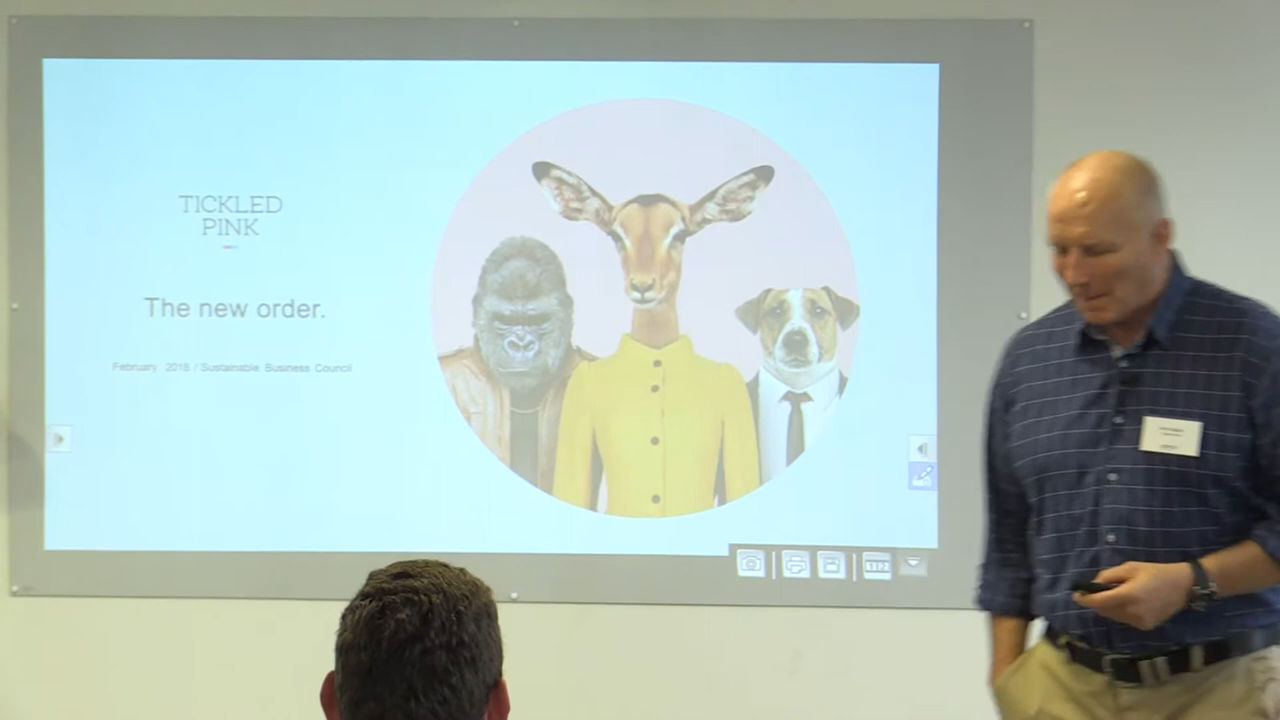 TICKLED
PINK
The new order.
February 2018 / Sustainable Business Council